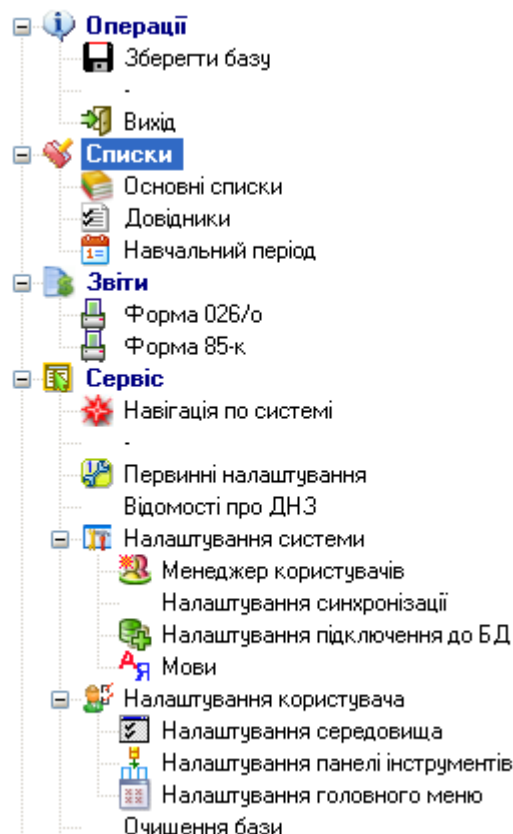 Операції
Зберегти базу
-
Вихід
Списки
Основні списки
Довідники
Навчальний період
Звіти
Форма 026/о
Форма 85-к
Сервіс
Навігація по системі
-
Первинні налаштування
Відомості про ДНЗ
Налаштування системи
Менеджер користувачів
Налаштування синхронізації
Налаштування підключення до БД
Мови
Налаштування користувача
Налаштування середовища
Налаштування панелі інструментів
Налаштування головного меню
Очищення бази